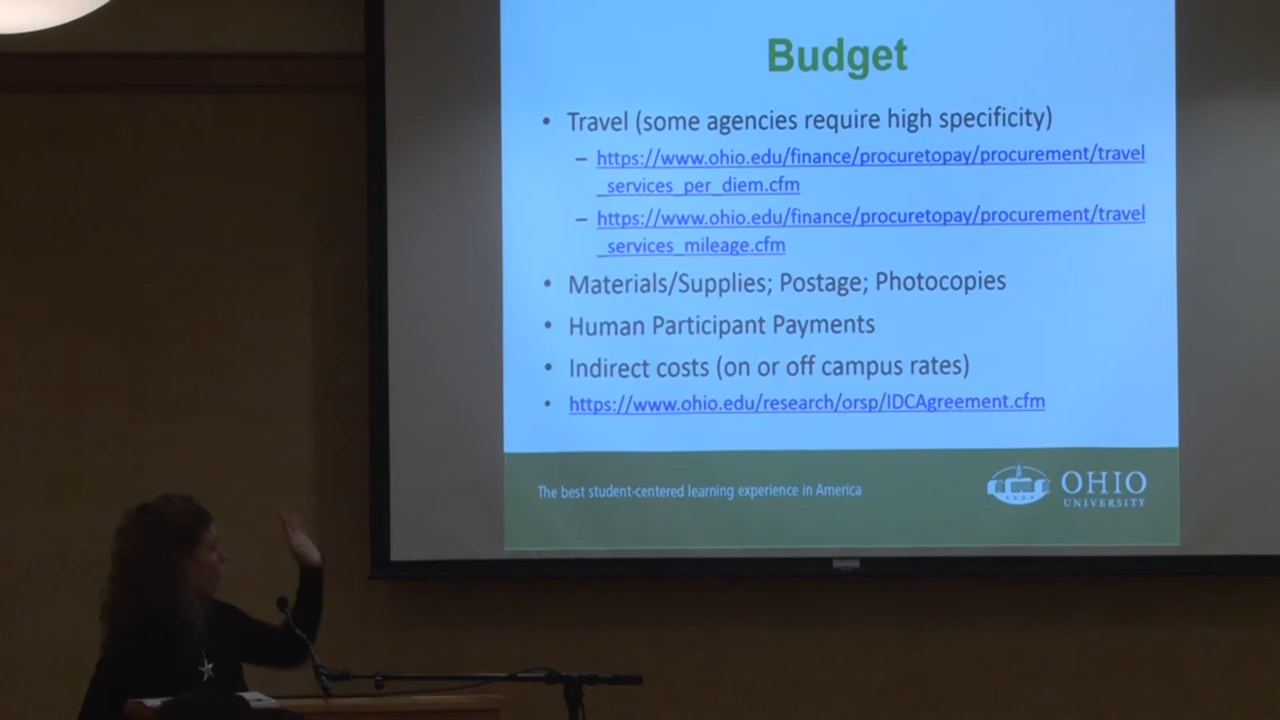 Budget
• Travel (some agencies require high specificity)
– https://www.ohio.edu/finance/procuretopay/procurement/travel
_services_per_diem.cfm
– https://www.ohio.edu/finance/procuretopay/procurement/travel
_services_mileage.cfm
• Materials/Supplies; Postage; Photocopies
• Human Participant Payments
• Indirect costs (on or off campus rates)
• https://www.ohio.edu/research/orsp/IDCAgreement.cfm
The best student-centered learning experience in America
OHIO
UNIVERSITY